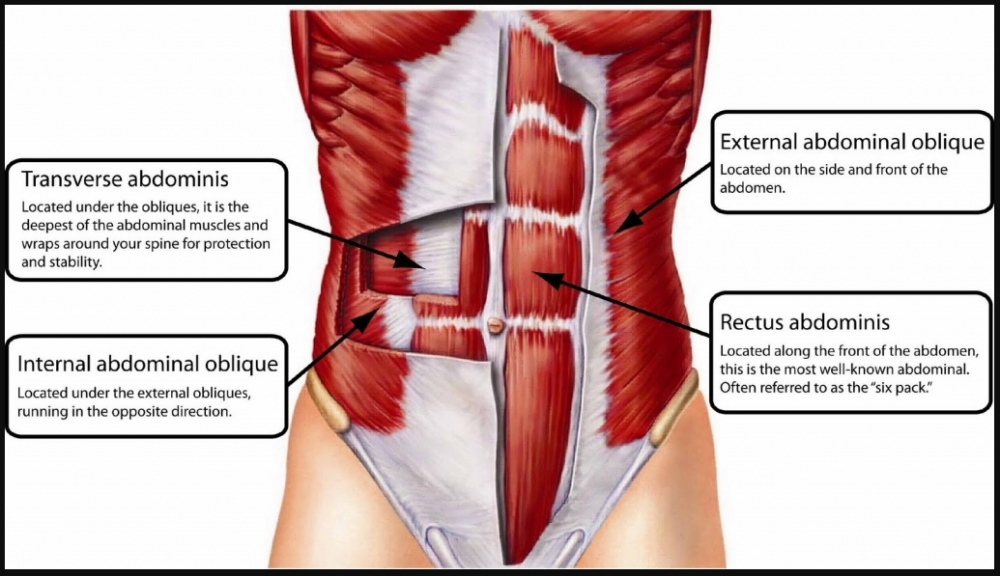 Transverse abdominis
Located under the obliques, it is the
deepest of the abdominal muscles and
wraps around your spine for protection
and stability.
Internal abdominal oblique
Located under the external obliques,
running in the opposite direction.
External abdominal oblique
Located on the side and front of the
abdomen.
Rectus abdominis
Located along the front of the abdomen,
this is the most well-known abdominal.
Often referred to as the “six pack.”